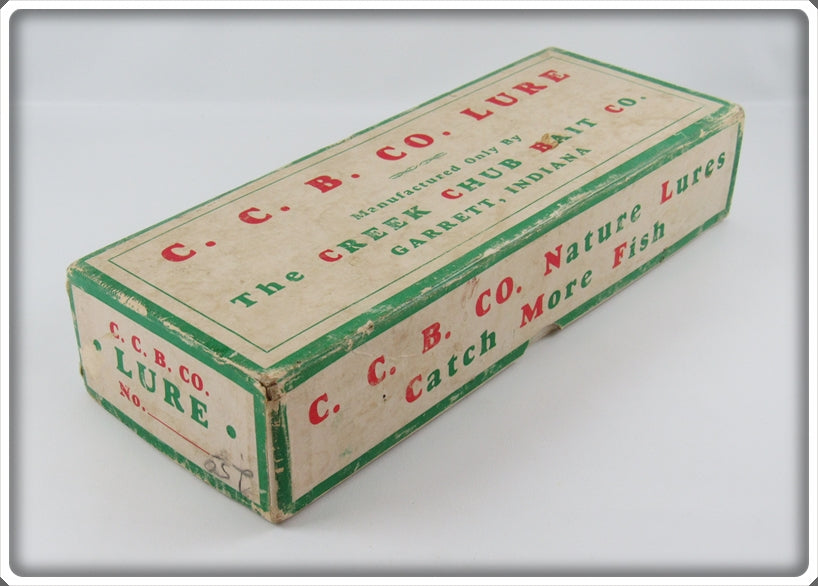 C. C. B. CO. LURE
Manufactured Only By
The CREEK CHUB BAIT CO.
GARRETT, INDIANA
C. C. B. CO. Nature Lures
Catch More Fish
C. C. B. CO.
• LURE •
No.